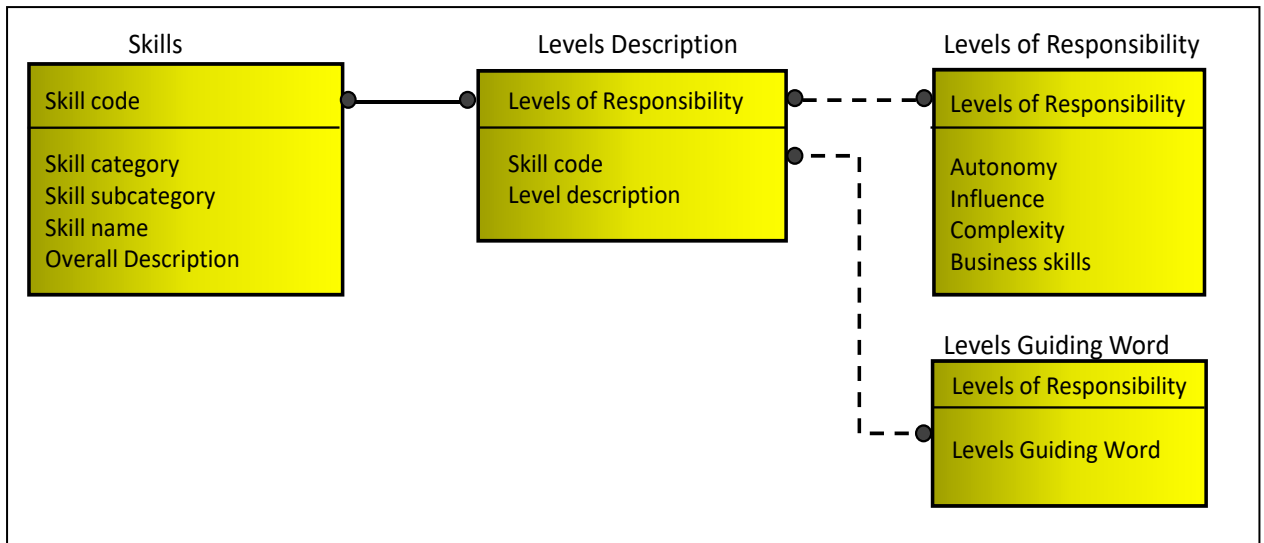 Skills
Skill code
Skill category
Skill subcategory
Skill name
Overall Description
Levels Description
Levels of Responsibility
Skill code
Level description
Levels of Responsibility
Levels of Responsibility
Autonomy
Influence
Complexity
Business skills
Levels Guiding Word
Levels of Responsibility
Levels Guiding Word